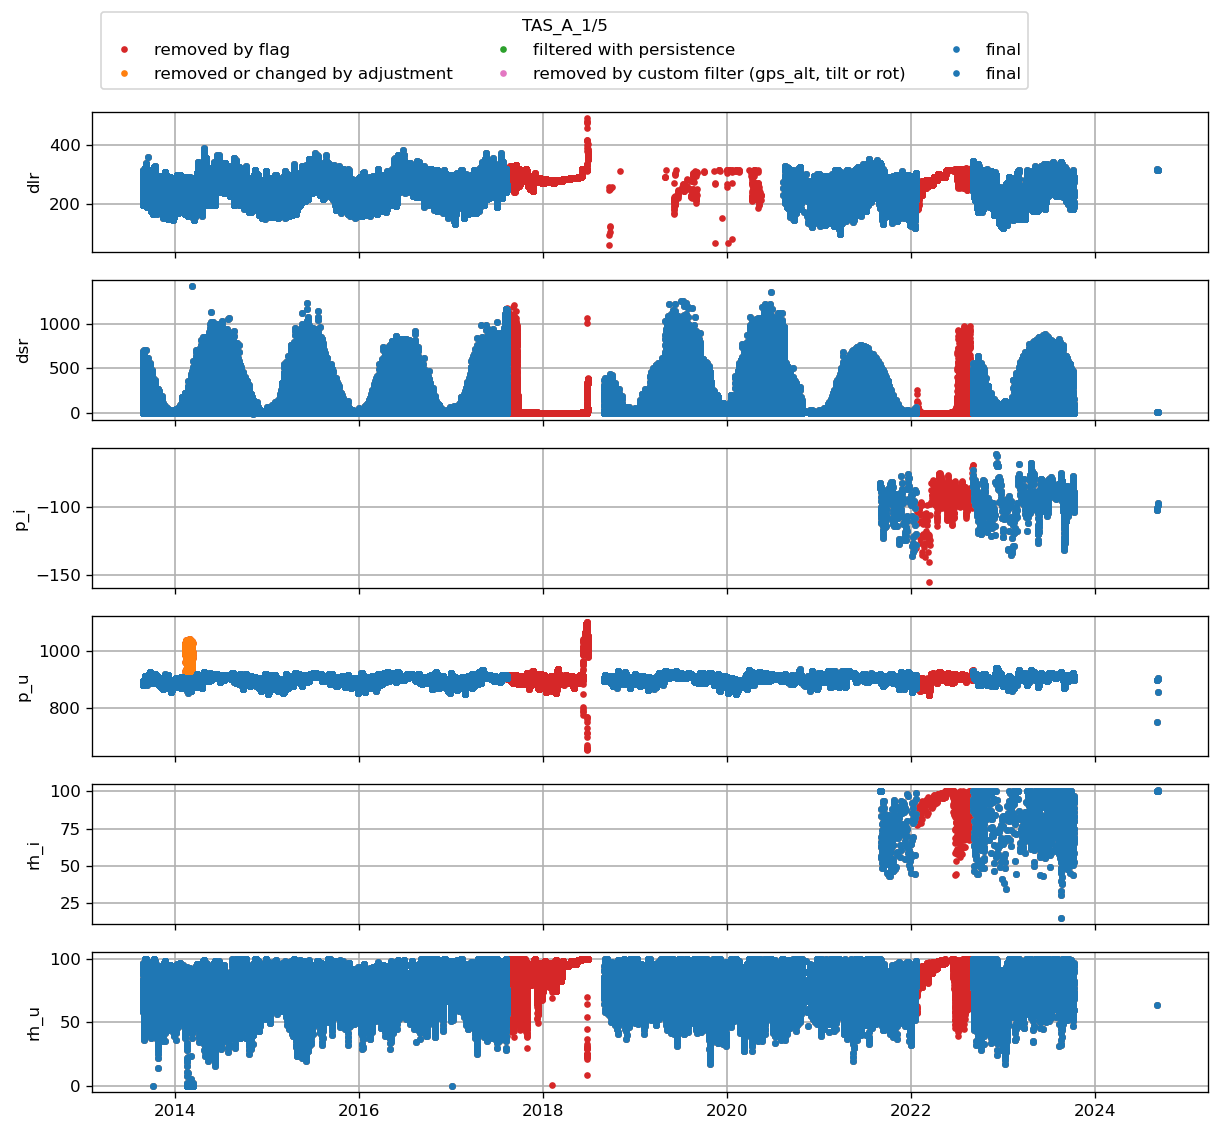 TAS_A_1/5
removed by flag
filtered with persistence
final
removed or changed by adjustment
removed by custom filter (gps_alt, tilt or rot)
final
400
200
dlr
1000
500
0
dsr
−100
−150
p_i
1000
800
p_u
100
75
50
25
rh_i
100
50
0
rh_u
2014 2016 2018 2020 2022 2024